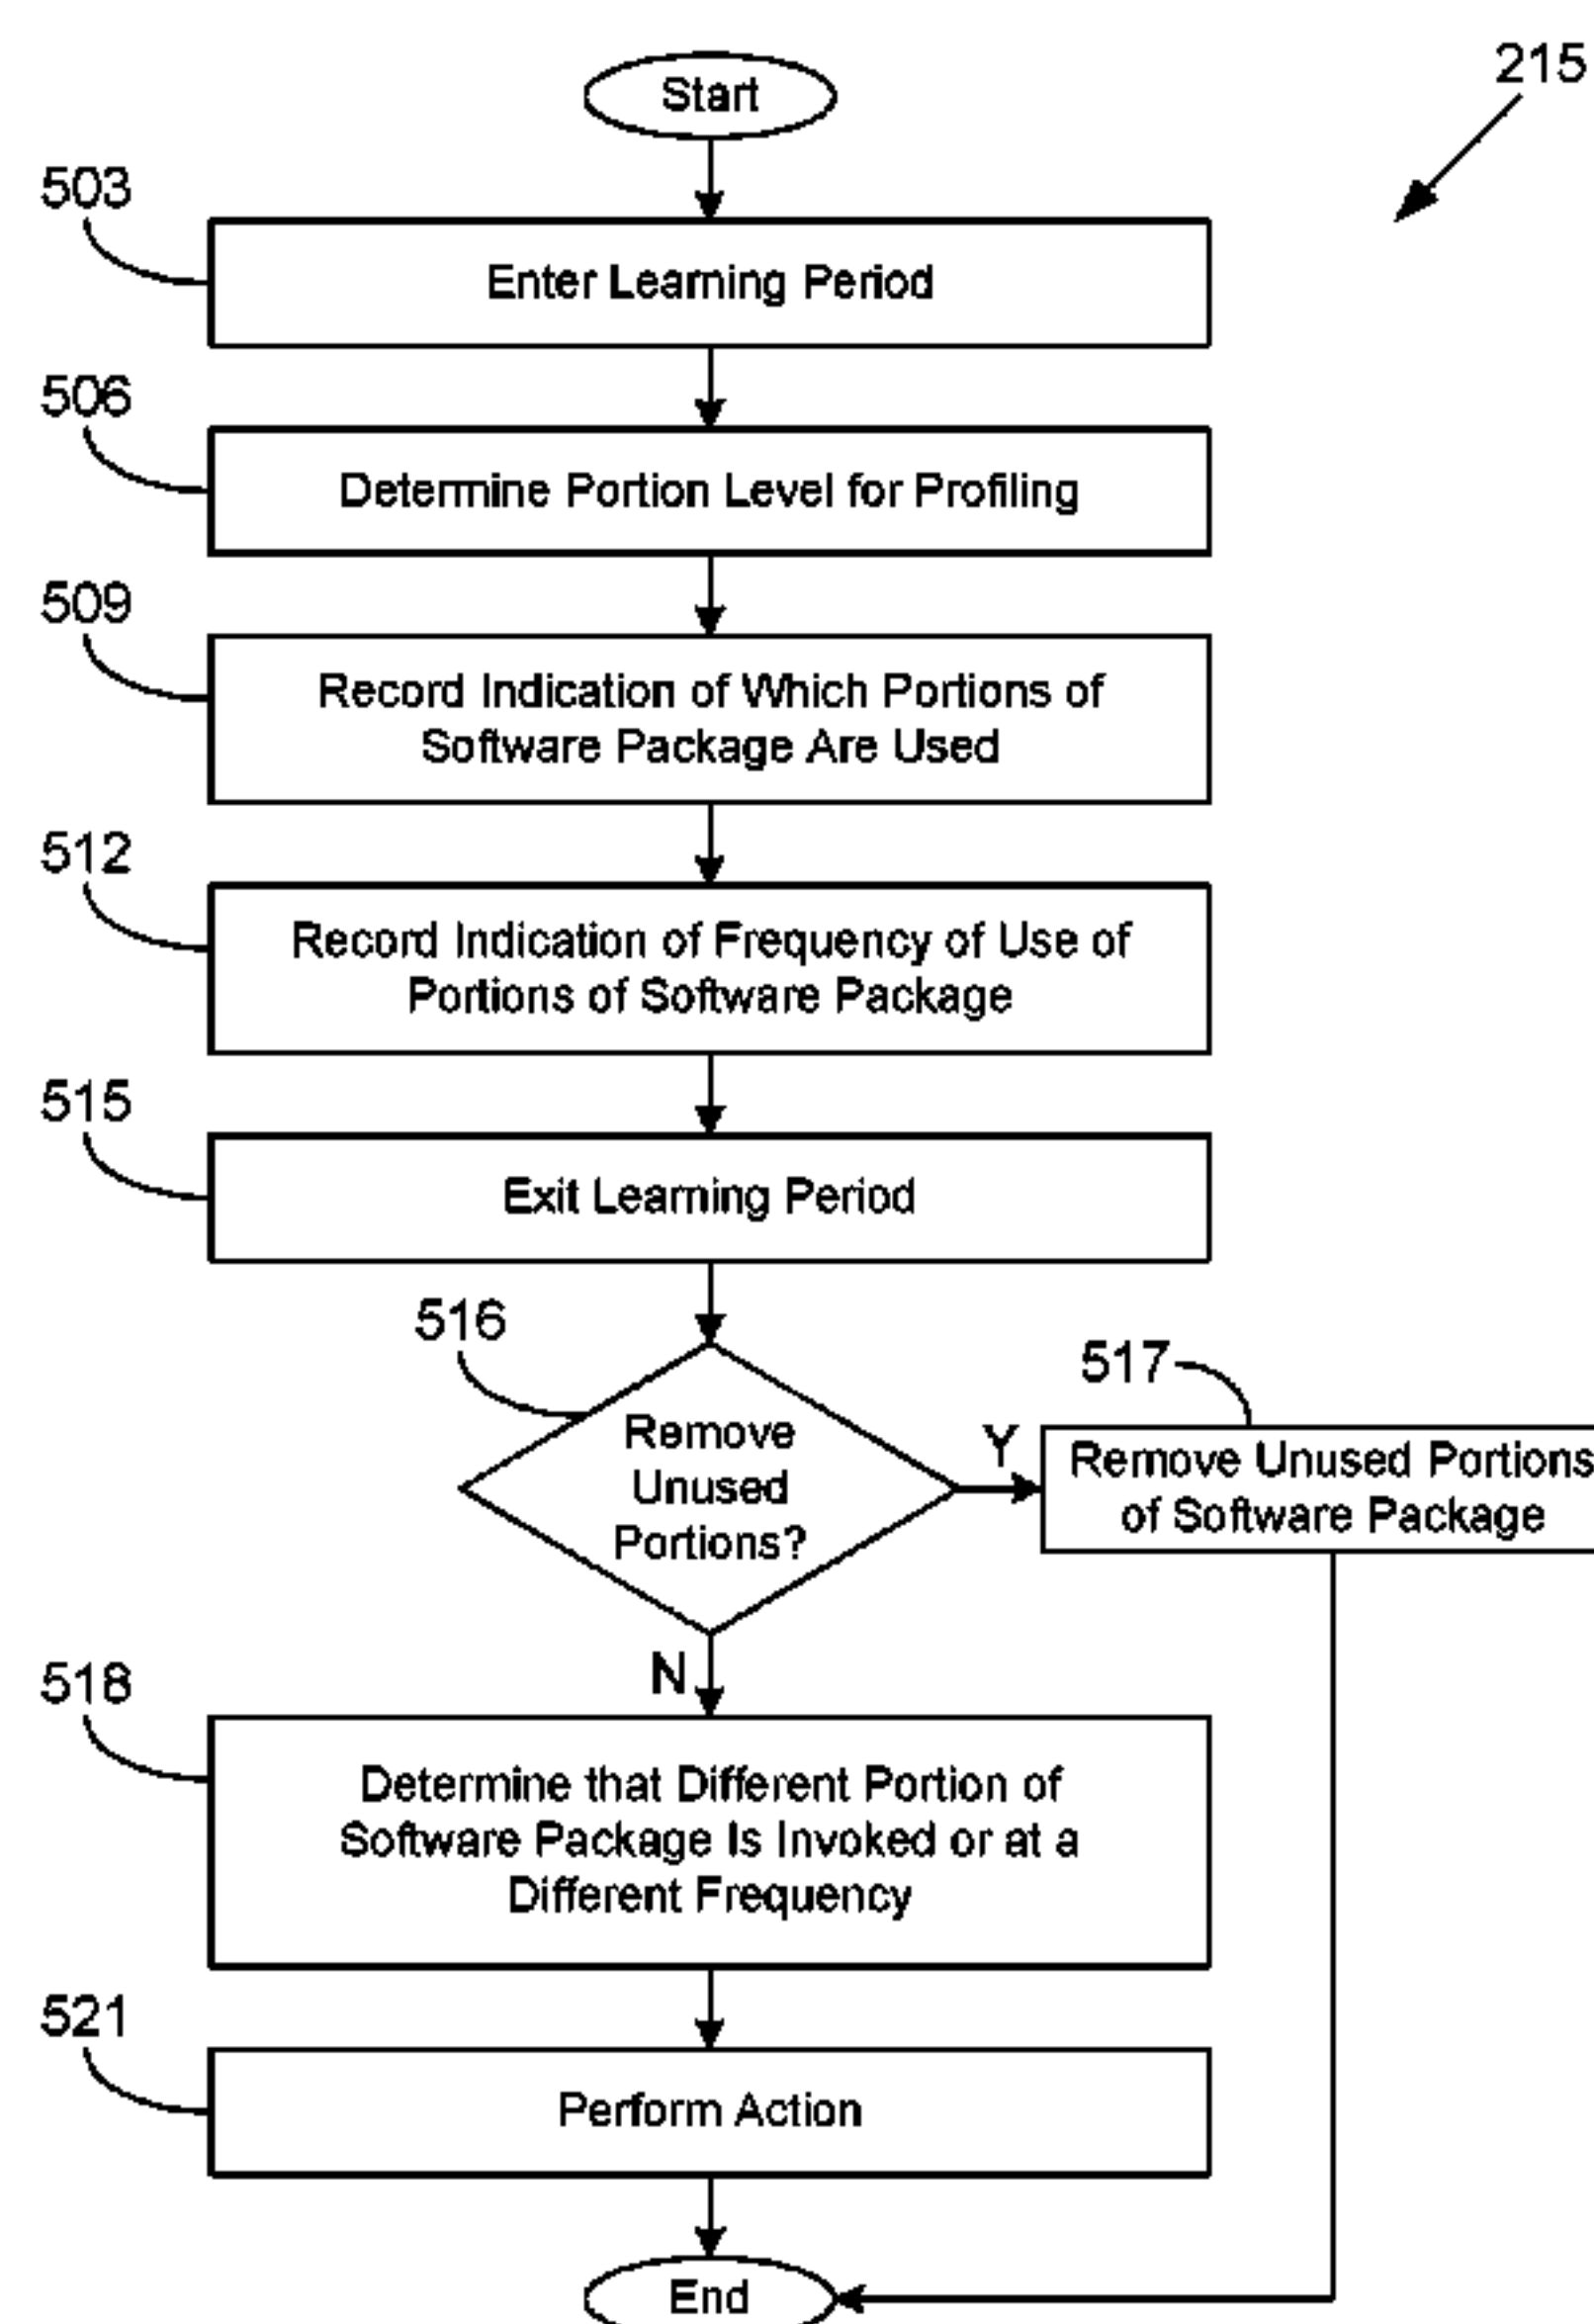 215
Start
503
Enter Learning Period
506
Determine Portion Level for Profiling
509
Record Indication of Which Portions of
Software Package Are Used
512
Record Indication of Frequency of Use of
Portions of Software Package
515
Exit Learning Period
516
Remove
Unused
Portions?
Y
517
Remove Unused Portions
of Software Package
N
518
Determine that Different Portion of
Software Package Is Invoked or at a
Different Frequency
521
Perform Action
End